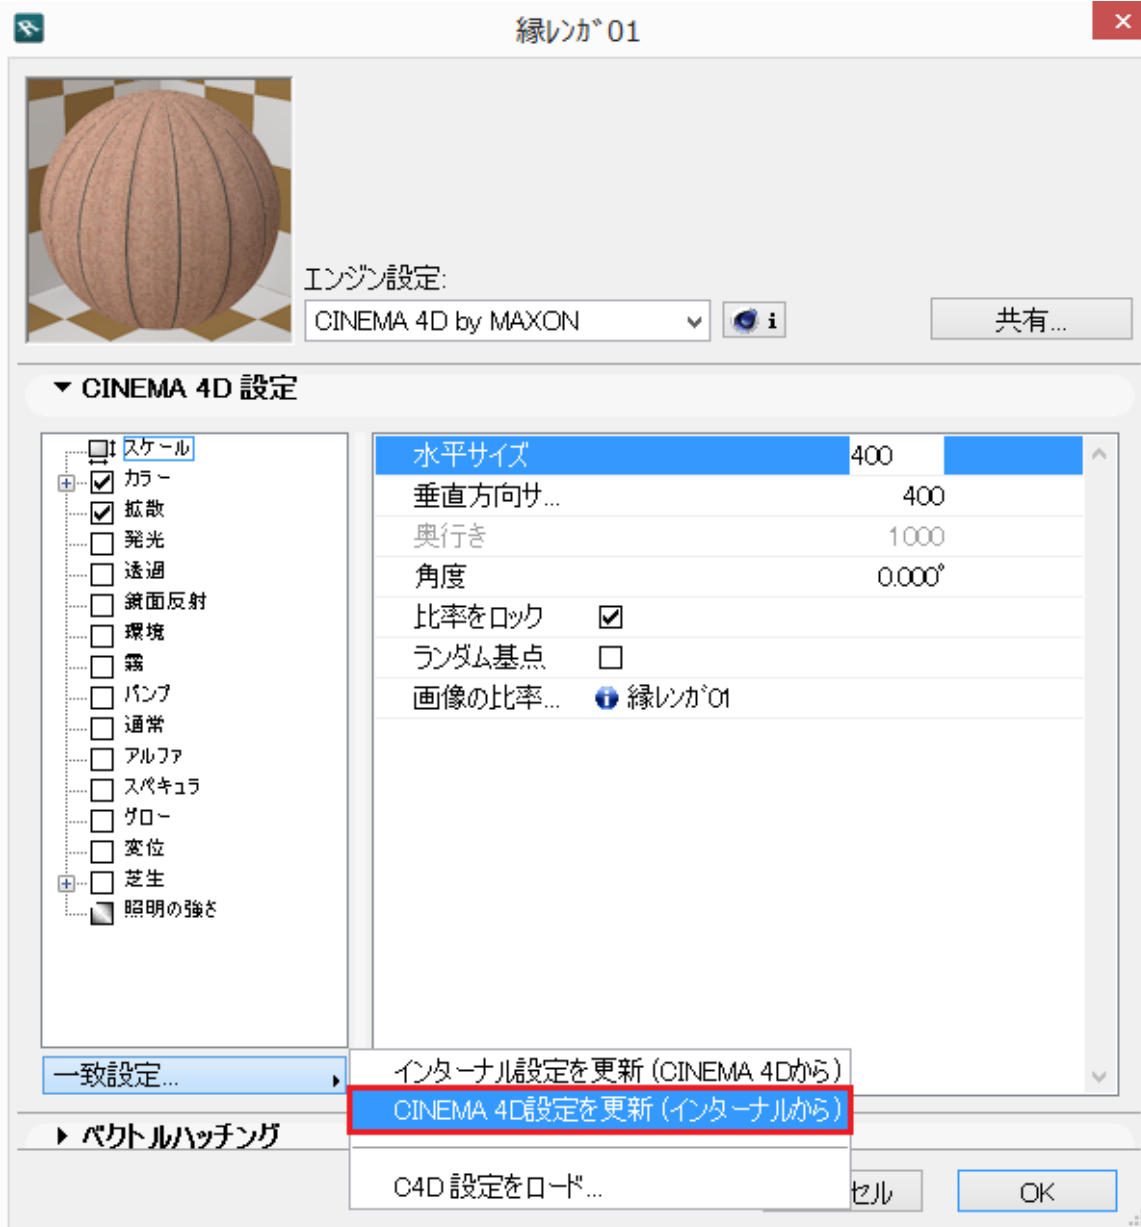 縁ﾚﾝｶﾞ01
エンジン設定:
CINEMA 4D by MAXON
i
共有...
CINEMA 4D 設定
スケール
カラー
拡散
発光
透過
鏡面反射
環境
霧
バンプ
通常
アルファ
スペキュラ
グロー
変位
芝生
照明の強さ
水平サイズ 400
垂直方向サ... 400
奥行き 1000
角度 0.000°
比率をロック
ランダム基点
画像の比率... 縁ﾚﾝｶﾞ01
一致設定...
インターナル設定を更新 (CINEMA 4Dから)
CINEMA 4D設定を更新 (インターナルから)
C4D 設定をロード...
ベクトルハッチング
セル
OK